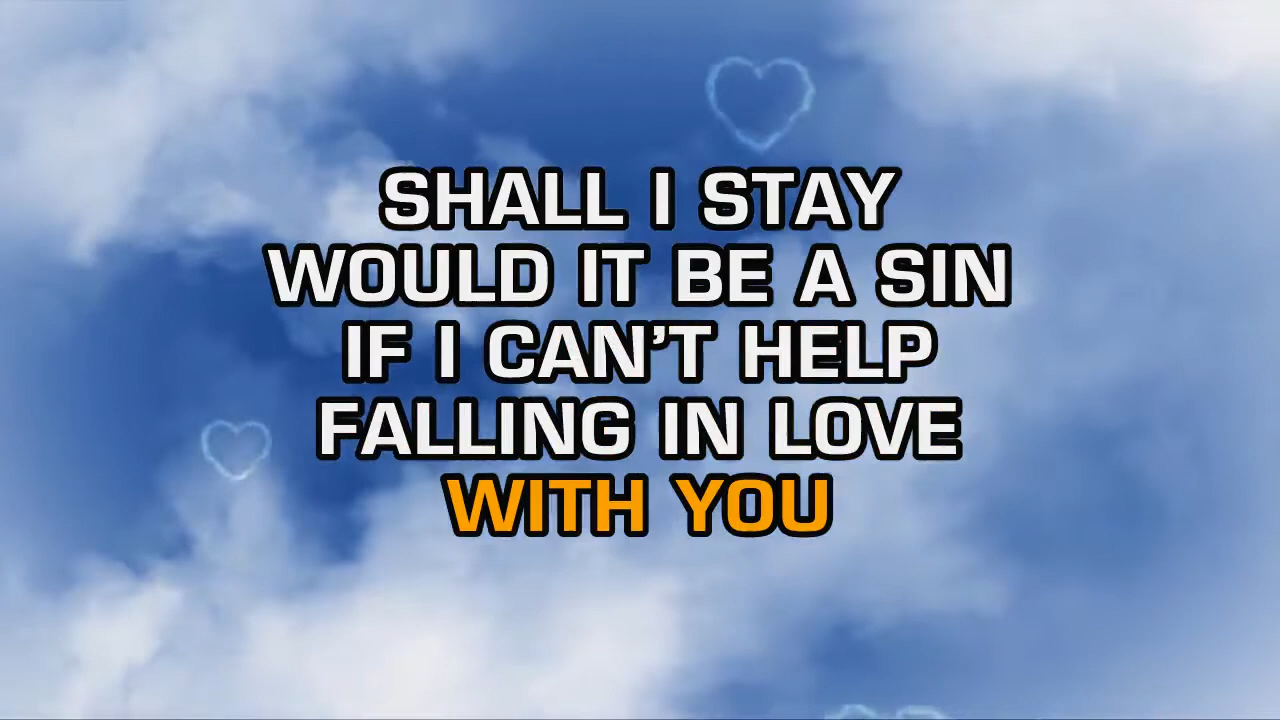 SHALL I STAY
WOULD IT BE A SIN
IF I CAN’T HELP
FALLING IN LOVE
WITH YOU